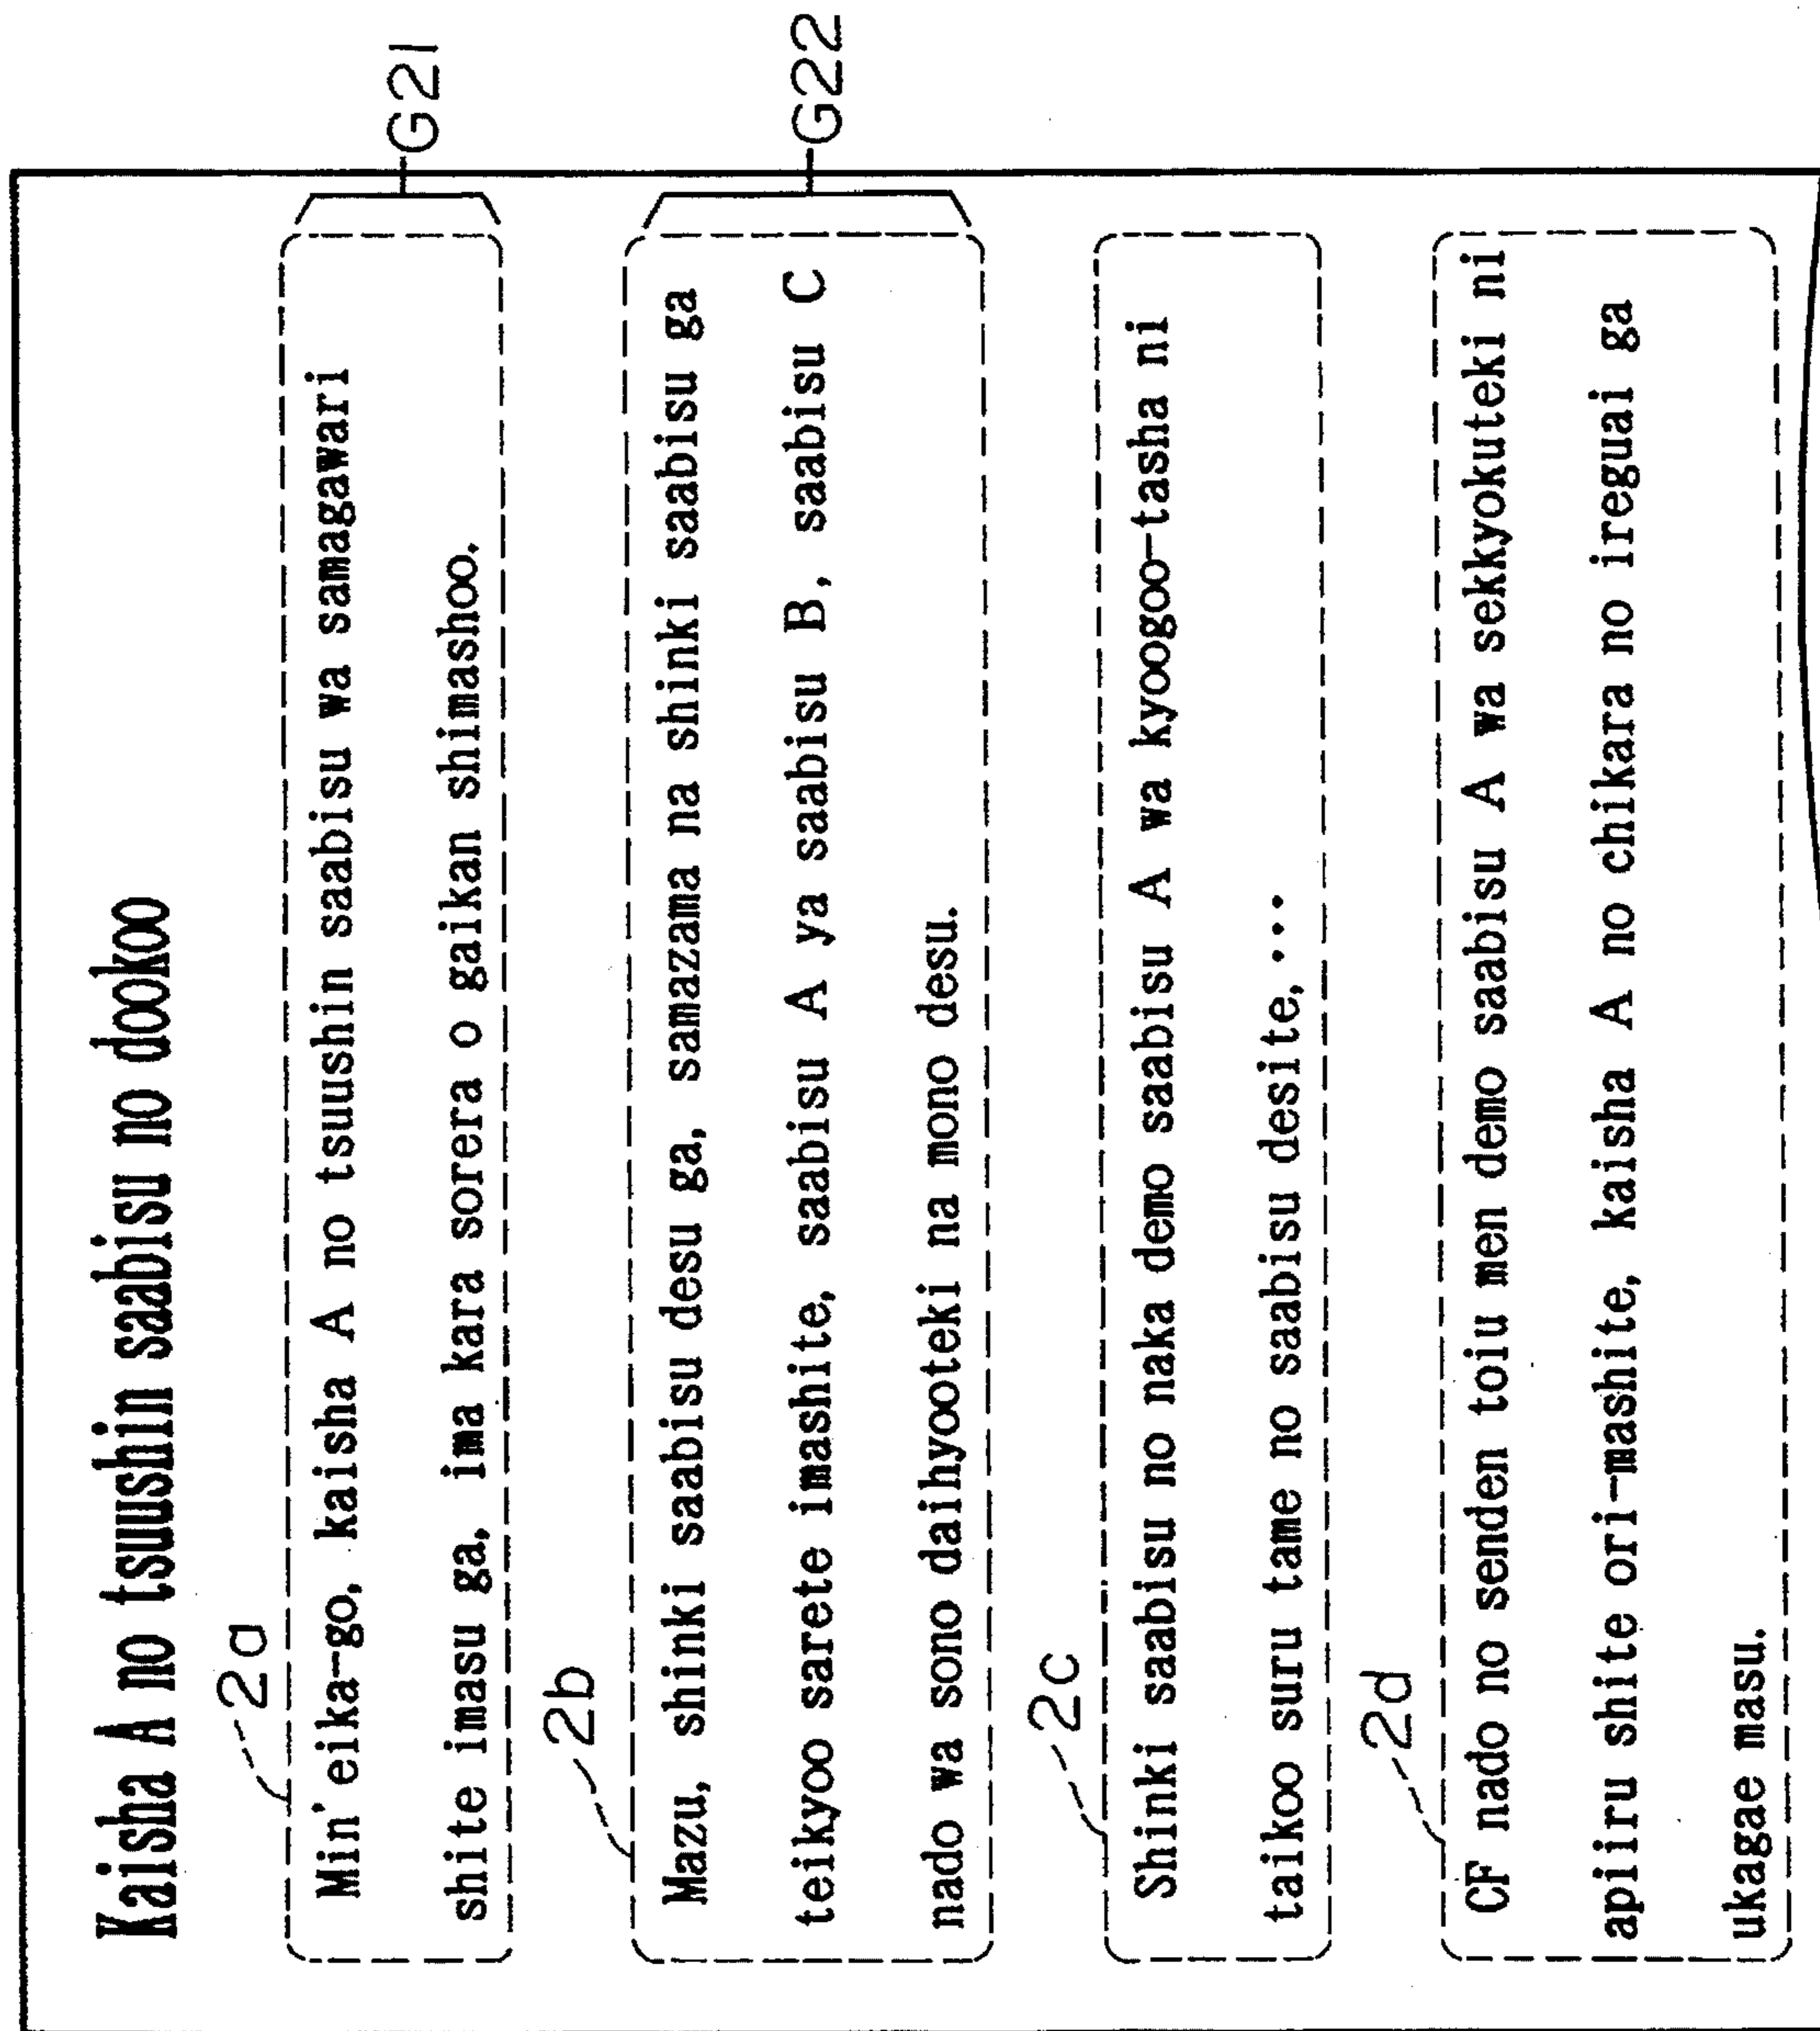 Kaisha A no tsuushin saabisu no dookoo
2a
Min'eika-go, kaisha A no tsuushin saabisu wa samagawari
shite imasu ga, ima kara sorera o gaikan shimashoo.
G21
2b
Mazu, shinki saabisu desu ga, samazama na shinki saabisu ga
teikyoo sarete imashite, saabisu A ya saabisu B, saabisu C
nado wa sono daihyooteki na mono desu.
G22
2c
Shinki saabisu no naka demo saabisu A wa kyoogoo-tasha ni
taikoo suru tame no saabisu desite, ...
2d
CF nado no senden toiu men demo saabisu A wa sekkyokuteki ni
apiiru shite ori-mashite, kaisha A no chikara no ireguai ga
ukagae masu.